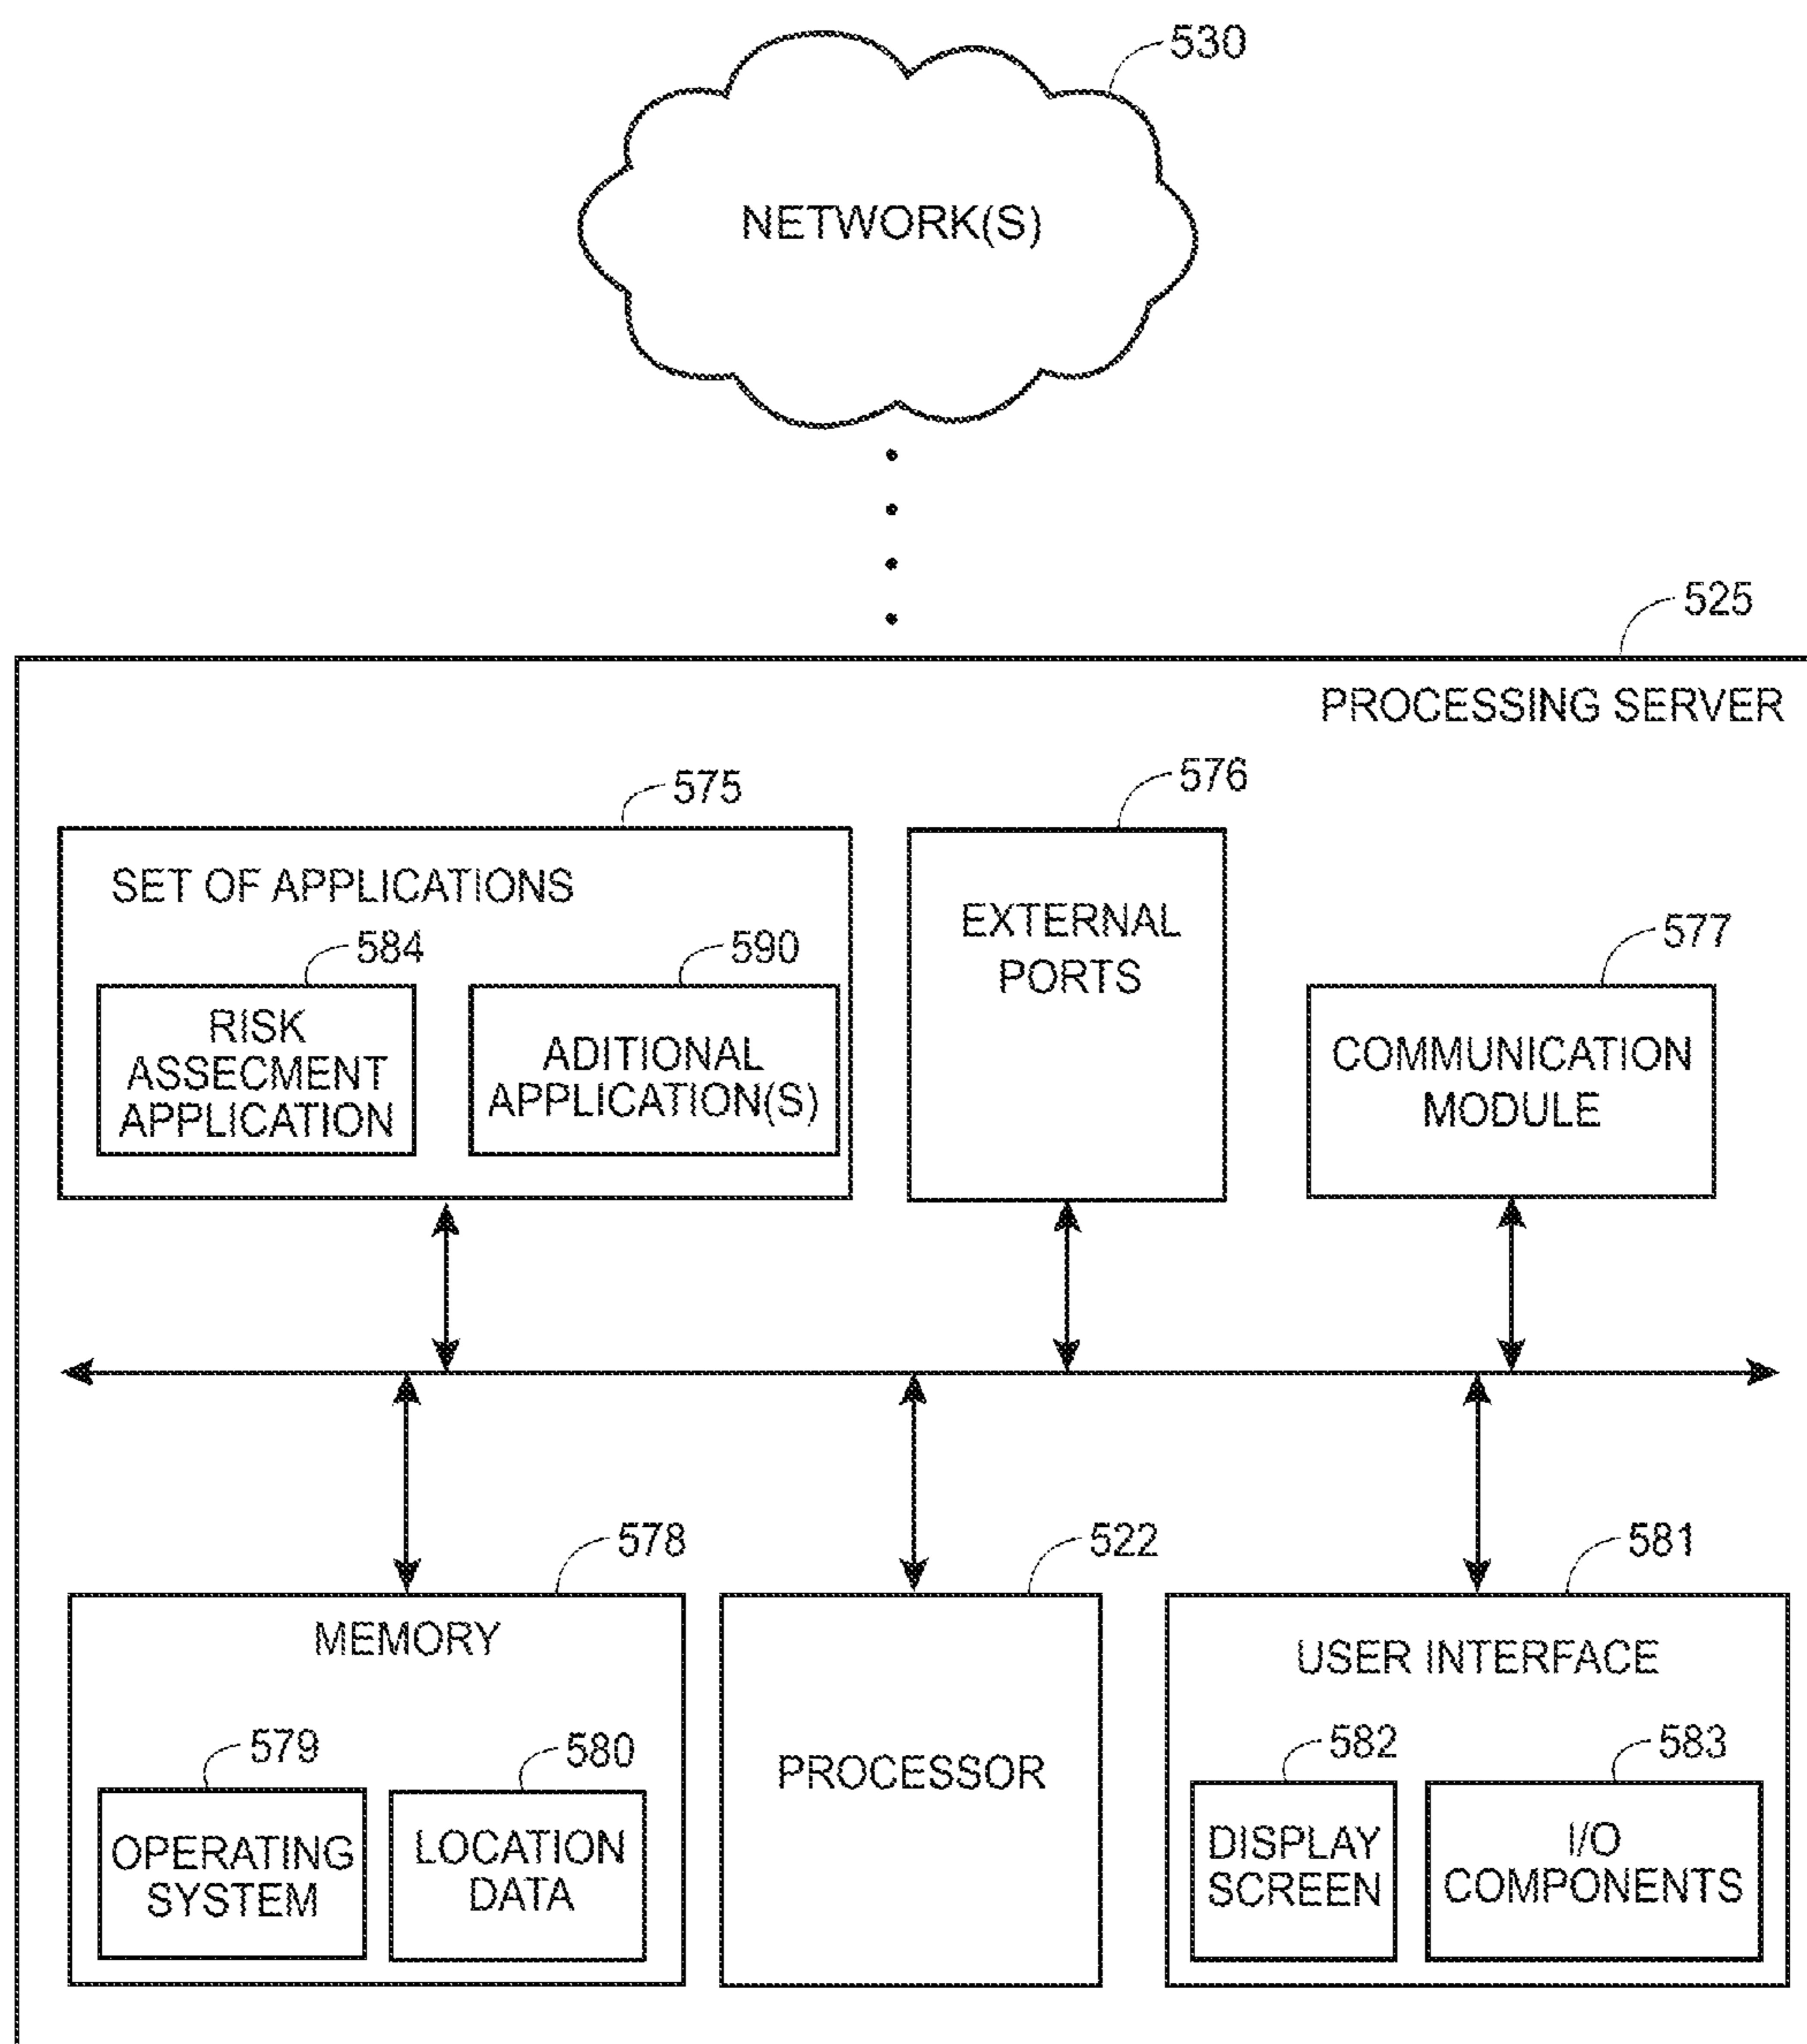 530
NETWORK(S)
525
PROCESSING SERVER
575
SET OF APPLICATIONS
584
RISK
ASSECMENT
APPLICATION
590
ADITIONAL
APPLICATION(S)
576
EXTERNAL
PORTS
577
COMMUNICATION
MODULE
578
MEMORY
579
OPERATING
SYSTEM
580
LOCATION
DATA
522
PROCESSOR
581
USER INTERFACE
582
DISPLAY
SCREEN
583
I/O
COMPONENTS